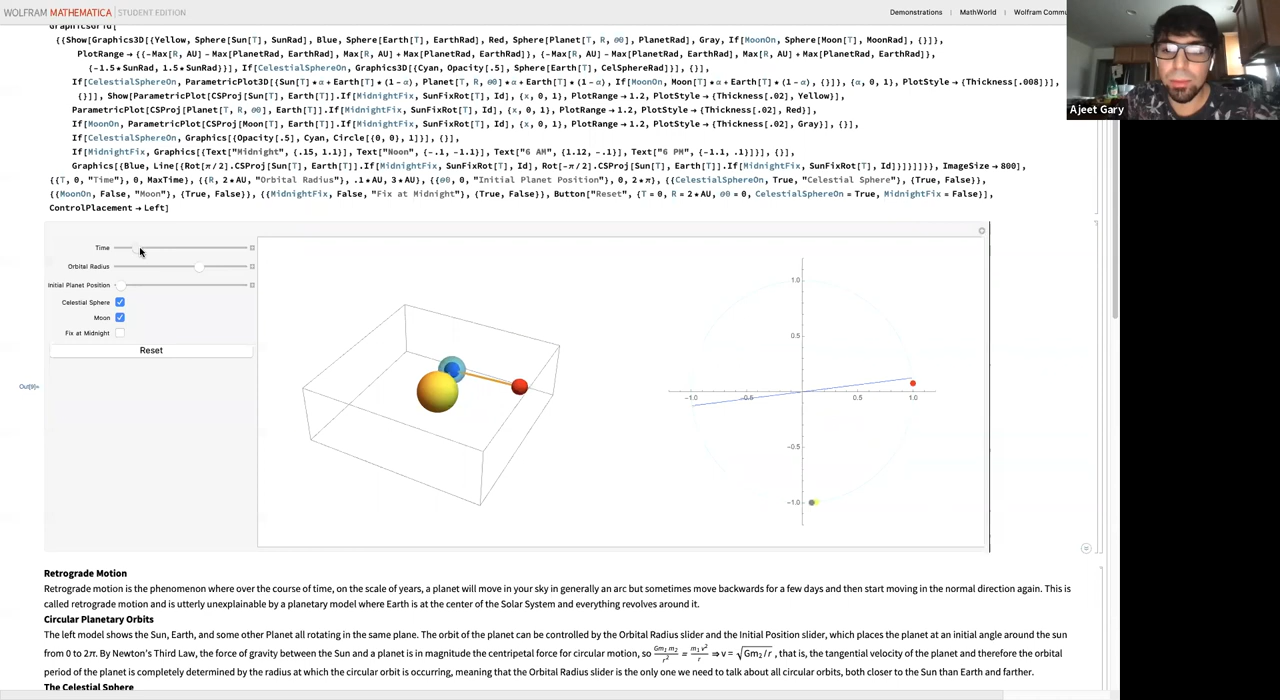 WOLFRAM MATHEMATICA | STUDENT EDITION
Demonstrations | MathWorld | Wolfram Commu
GraphicsGrid[
{{Show[Graphics3D[{Yellow, Sphere[Sun[T], SunRad], Blue, Sphere[Earth[T], EarthRad], Red, Sphere[Planet[T, R, θ0], PlanetRad], Gray, If[MoonOn, Sphere[Moon[T], MoonRad], {}]},
PlotRange → {{-Max[R, AU] - Max[PlanetRad, EarthRad], Max[R, AU] + Max[PlanetRad, EarthRad]}, {-Max[R, AU] - Max[PlanetRad, EarthRad], Max[R, AU] + Max[PlanetRad, EarthRad]},
{-1.5*SunRad, 1.5*SunRad}}], If[CelestialSphereOn, Graphics3D[{Cyan, Opacity[.5], Sphere[Earth[T], CelSphereRad]}], {}],
If[CelestialSphereOn, ParametricPlot3D[{Sun[T]*α + Earth[T]*(1-α), Planet[T, R, θ0]*α + Earth[T]*(1-α), If[MoonOn, Moon[T]*α + Earth[T]*(1-α), {}]}, {α, 0, 1}, PlotStyle → {Thickness[.008]}],
{}]], Show[ParametricPlot[CSProj[Sun[T], Earth[T]].If[MidnightFix, SunFixRot[T], Id], {x, 0, 1}, PlotRange → 1.2, PlotStyle → {Thickness[.02], Yellow}],
ParametricPlot[CSProj[Planet[T, R, θ0], Earth[T]].If[MidnightFix, SunFixRot[T], Id], {x, 0, 1}, PlotRange → 1.2, PlotStyle → {Thickness[.02], Red}],
If[MoonOn, ParametricPlot[CSProj[Moon[T], Earth[T]].If[MidnightFix, SunFixRot[T], Id], {x, 0, 1}, PlotRange → 1.2, PlotStyle → {Thickness[.02], Gray}], {}],
If[CelestialSphereOn, Graphics[{Opacity[.5], Cyan, Circle[{0, 0}, 1]}], {}],
If[MidnightFix, Graphics[{Text["Midnight", {.15, 1.1}], Text["Noon", {-.1, -1.1}], Text["6 AM", {1.12, -.1}], Text["6 PM", {-1.1, .1}]}], {}],
Graphics[{Blue, Line[{Rot[π/2].CSProj[Sun[T], Earth[T]].If[MidnightFix, SunFixRot[T], Id], Rot[-π/2].CSProj[Sun[T], Earth[T]].If[MidnightFix, SunFixRot[T], Id]}]}]]}}, ImageSize → 800],
{{T, 0, "Time"}, 0, MaxTime}, {{R, 2*AU, "Orbital Radius"}, .1*AU, 3*AU}, {{θ0, 0, "Initial Planet Position"}, 0, 2*π}, {{CelestialSphereOn, True, "Celestial Sphere"}, {True, False}},
{{MoonOn, False, "Moon"}, {True, False}}, {{MidnightFix, False, "Fix at Midnight"}, {True, False}}, Button["Reset", {T = 0, R = 2*AU, θ0 = 0, CelestialSphereOn = True, MidnightFix = False}],
ControlPlacement → Left]
Ajeet Gary
Time
Orbital Radius
Initial Planet Position
Celestial Sphere
Moon
Fix at Midnight
Reset
Out[9]=
1.0
0.5
-1.0 -0.5 0.5 1.0
-0.5
-1.0
Retrograde Motion
Retrograde motion is the phenomenon where over the course of time, on the scale of years, a planet will move in your sky in generally an arc but sometimes move backwards for a few days and then start moving in the normal direction again. This is
called retrograde motion and is utterly unexplainable by a planetary model where Earth is at the center of the Solar System and everything revolves around it.
Circular Planetary Orbits
The left model shows the Sun, Earth, and some other Planet all rotating in the same plane. The orbit of the planet can be controlled by the Orbital Radius slider and the Initial Position slider, which places the planet at an initial angle around the sun
from 0 to 2π. By Newton's Third Law, the force of gravity between the Sun and a planet is in magnitude the centripetal force for circular motion, so Gm₁m₂/r² = m₁v²/r ⇒ v = √(Gm₂/r), that is, the tangential velocity of the planet and therefore the orbital
period of the planet is completely determined by the radius at which the circular orbit is occurring, meaning that the Orbital Radius slider is the only one we need to talk about all circular orbits, both closer to the Sun than Earth and farther.
The Celestial Sphere